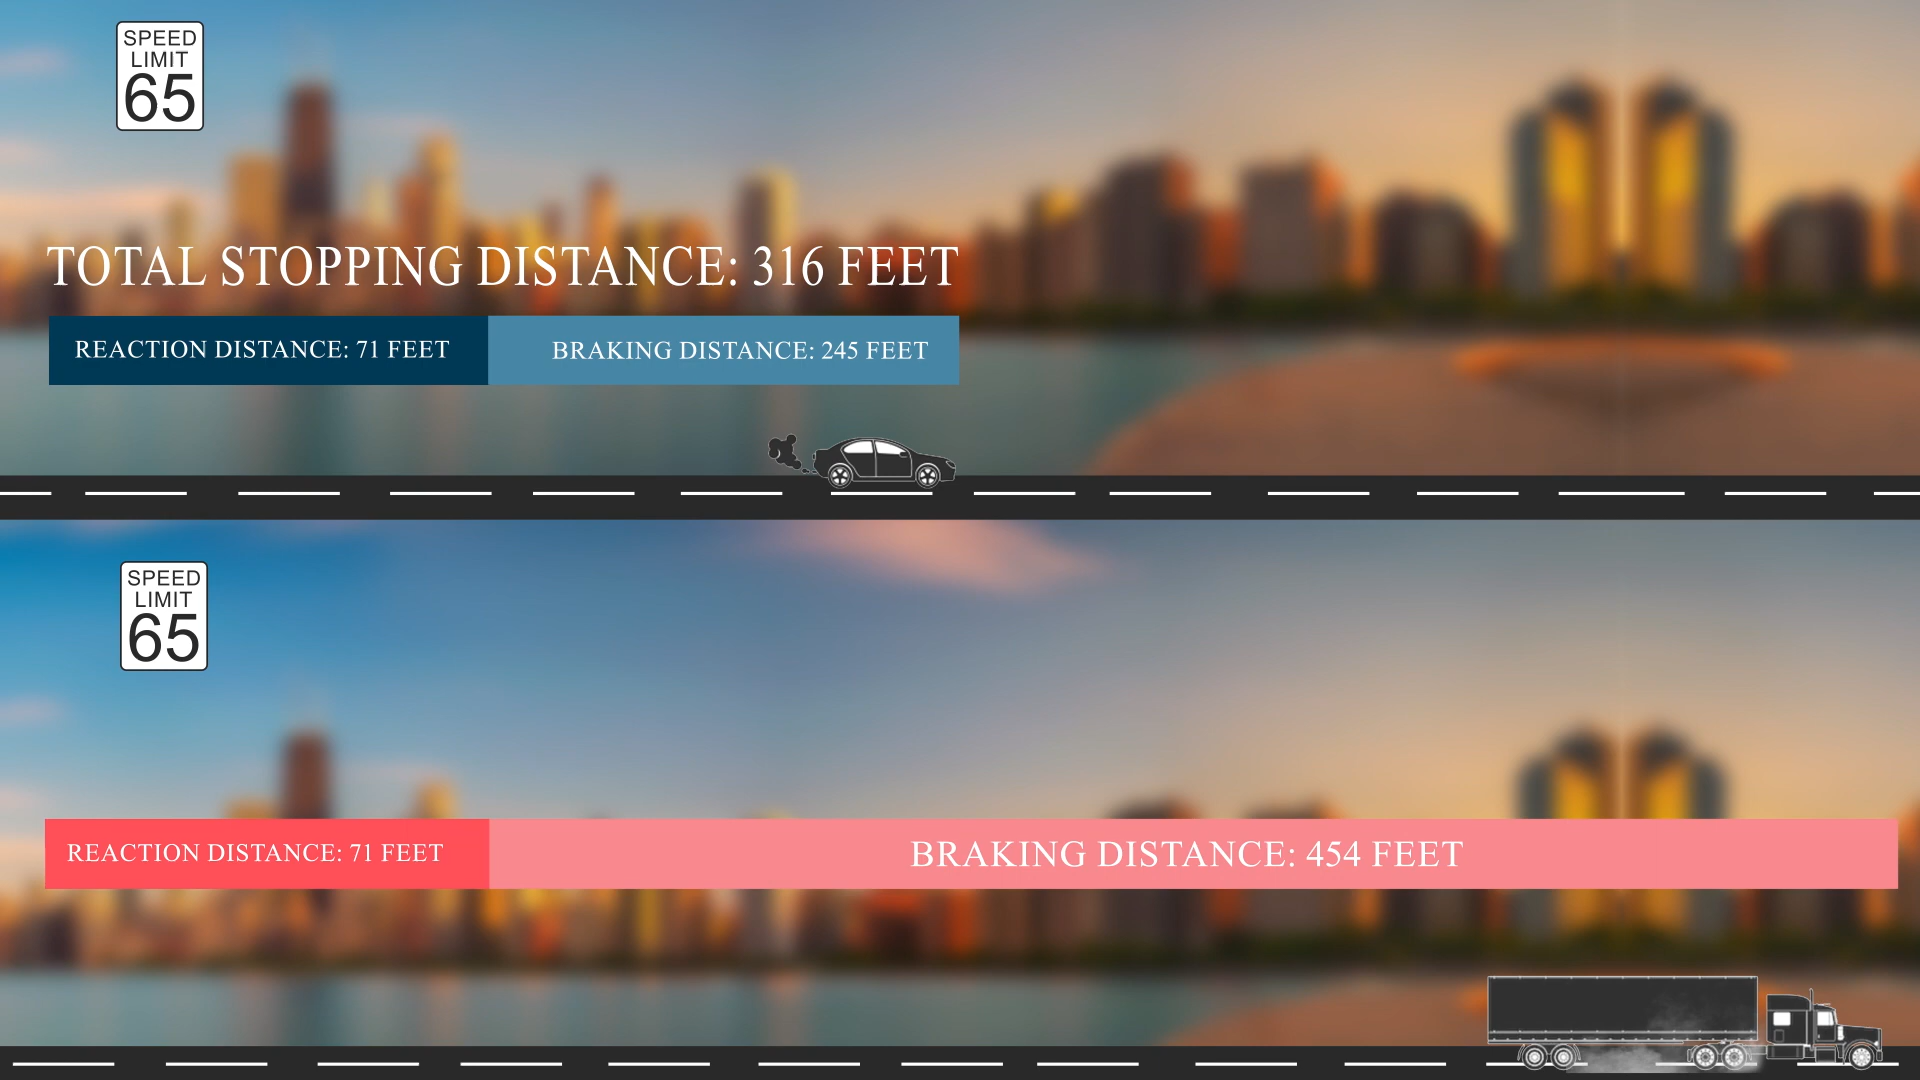 SPEED
LIMIT
65
TOTAL STOPPING DISTANCE: 316 FEET
REACTION DISTANCE: 71 FEET
BRAKING DISTANCE: 245 FEET
SPEED
LIMIT
65
REACTION DISTANCE: 71 FEET
BRAKING DISTANCE: 454 FEET